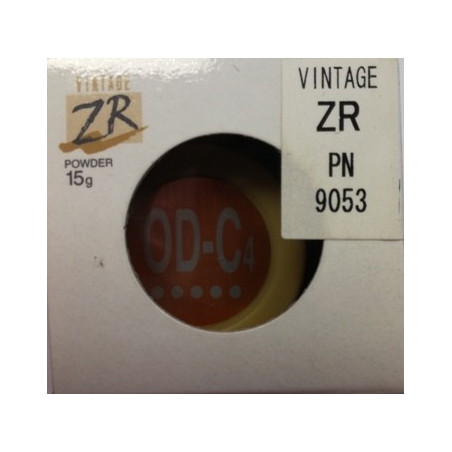 VINTAGE
ZR
POWDER
15g
VINTAGE
ZR
PN
9053
OD-C4